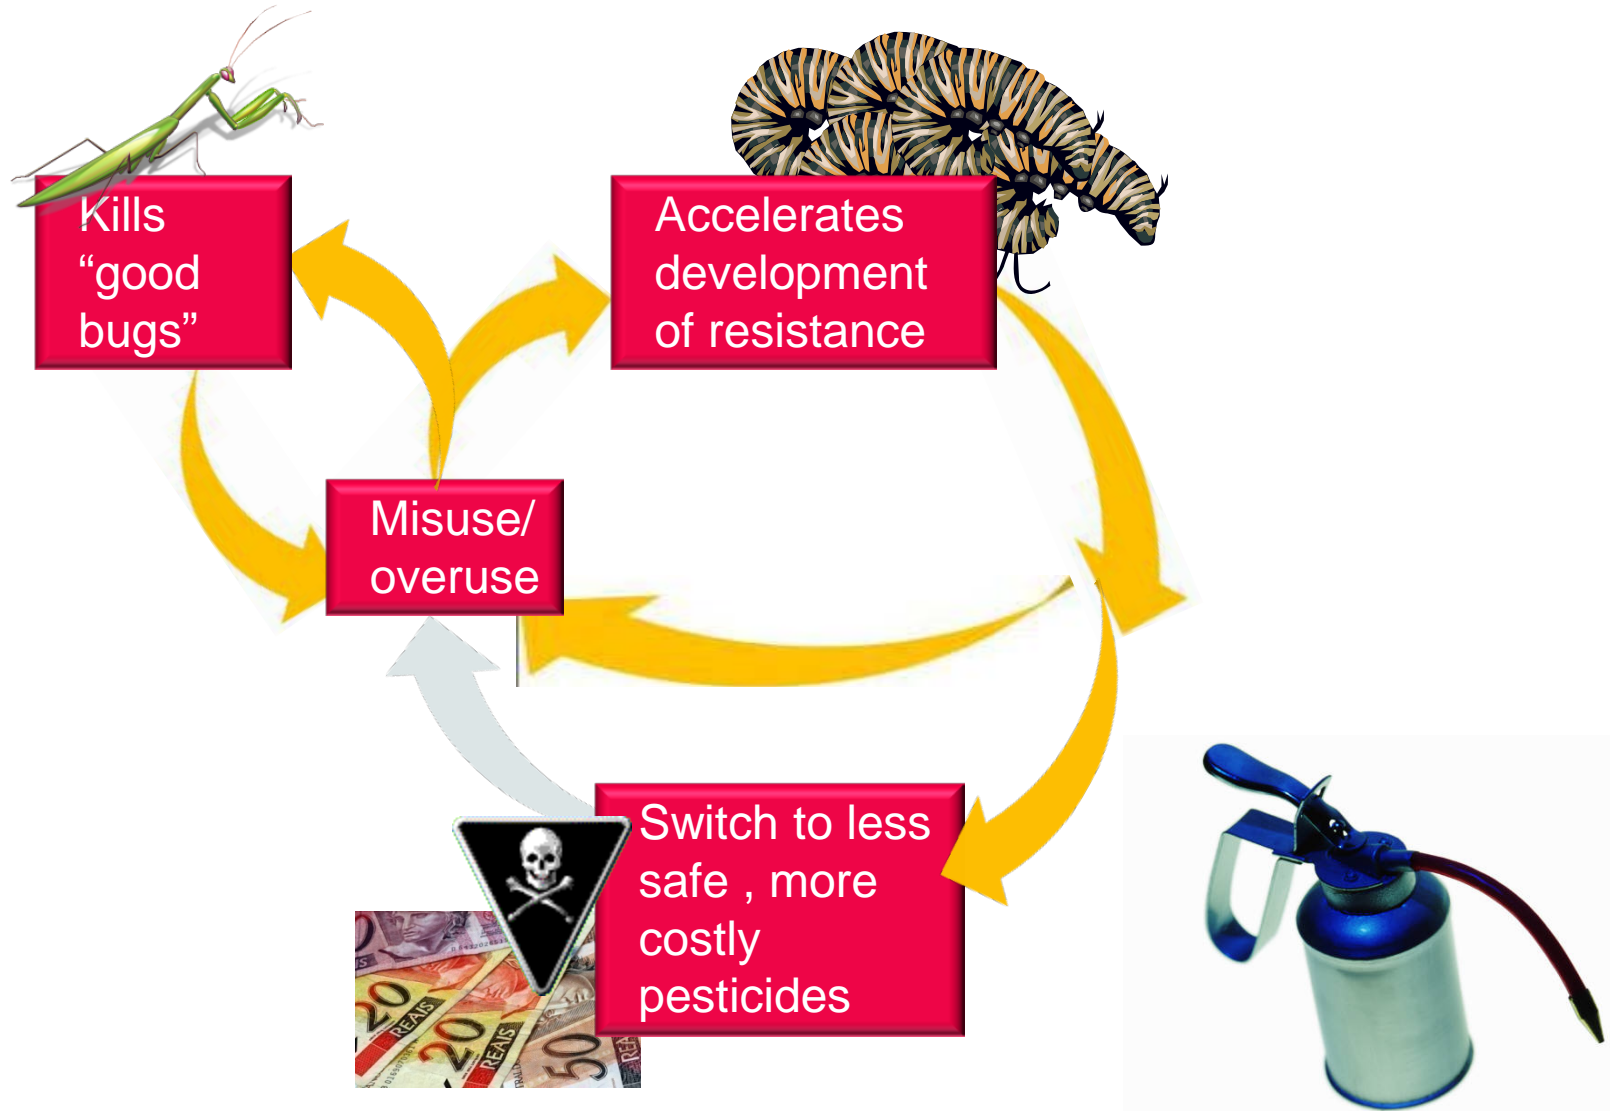 Kills
“good
bugs”
Accelerates
development
of resistance
Misuse/
overuse
Switch to less
safe , more
costly
pesticides
20
REAIS
20
REAIS
50
REA